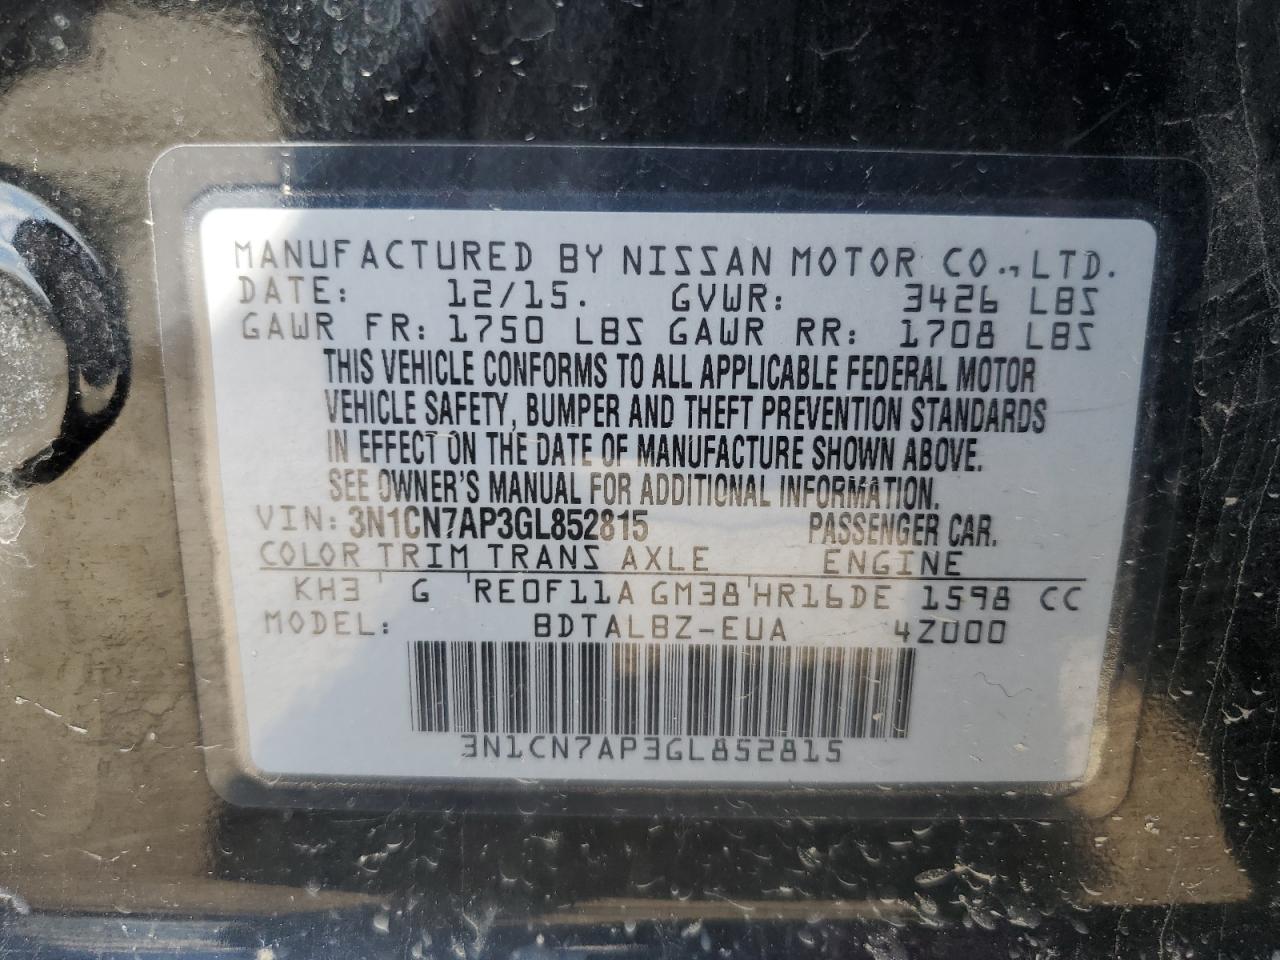 MANUFACTURED BY NISSAN MOTOR CO., LTD.
DATE: 12/15. GVWR: 3426 LBS
GAWR FR: 1750 LBS GAWR RR: 1708 LBS
THIS VEHICLE CONFORMS TO ALL APPLICABLE FEDERAL MOTOR
VEHICLE SAFETY, BUMPER AND THEFT PREVENTION STANDARDS
IN EFFECT ON THE DATE OF MANUFACTURE SHOWN ABOVE.
SEE OWNER'S MANUAL FOR ADDITIONAL INFORMATION.
VIN: 3N1CN7AP3GL852815 PASSENGER CAR.
COLOR TRIM TRANS AXLE ENGINE
KH3 G RE0F11A GM38 HR16DE 1598 CC
MODEL: BDTALBZ-EUA 4Z000
3N1CN7AP3GL852815